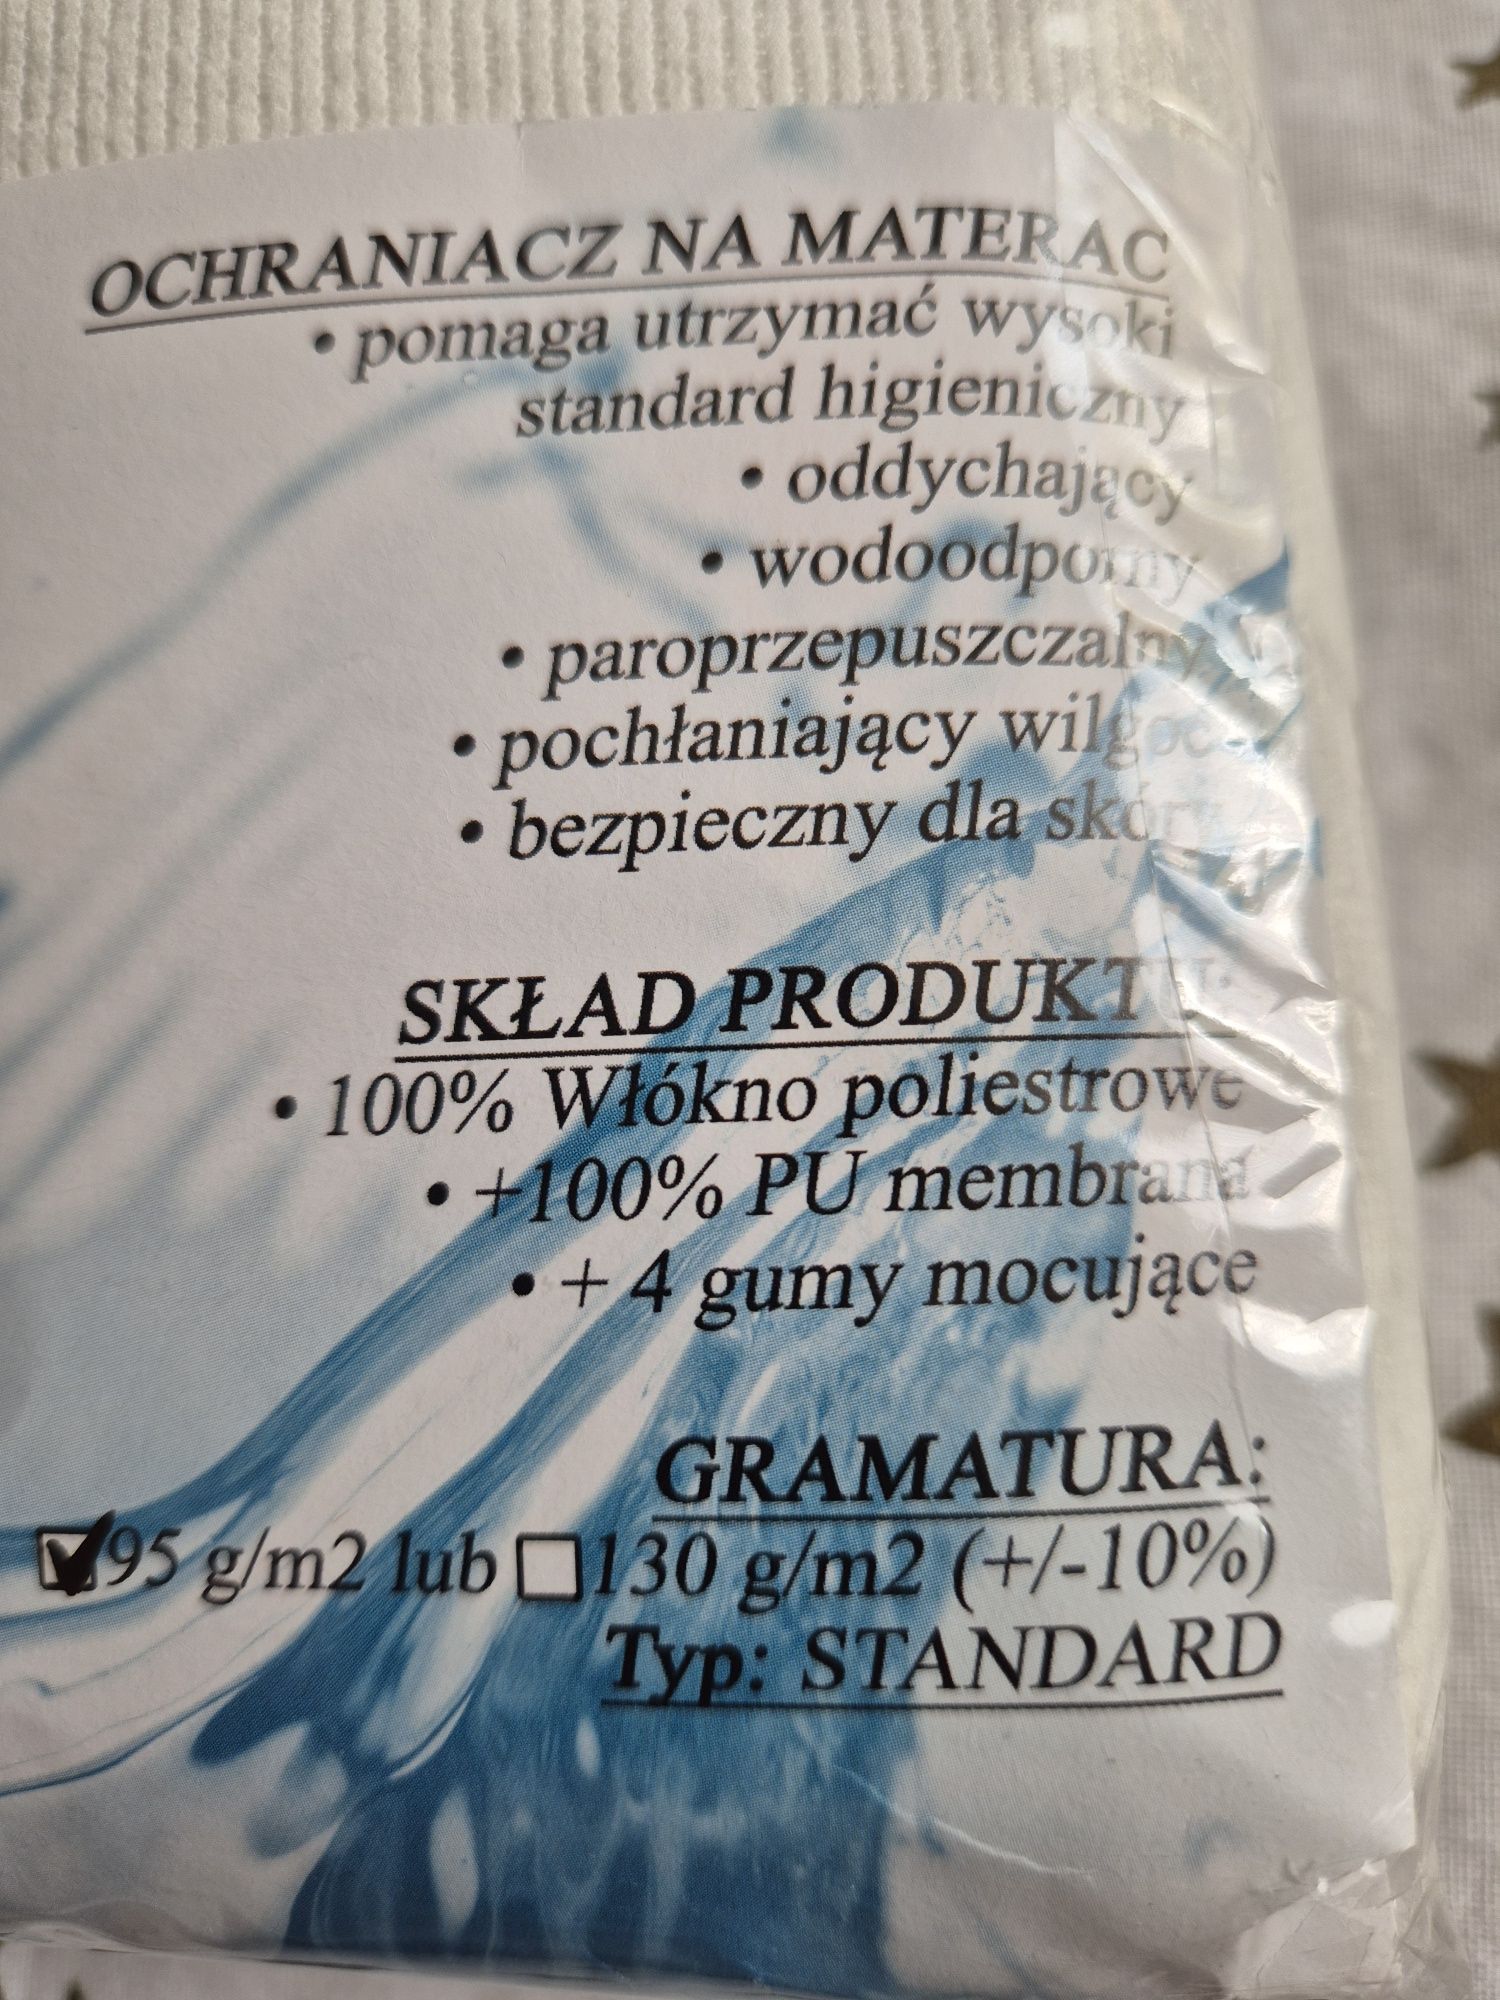 OCHRANIACZ NA MATERAC
• pomaga utrzymać wysoki
standard higieniczny
• oddychający
• wodoodporny
• paroprzepuszczalny
• pochłaniający
• bezpieczny dla skóry
SKŁAD PRODUKTU:
• 100% Włókno poliestrowe
• +100% PU membrana
• + 4 gumy mocujące
GRAMATURA:
☑95 g/m2 lub ☐130 g/m2 (+/-10%)
Typ: STANDARD